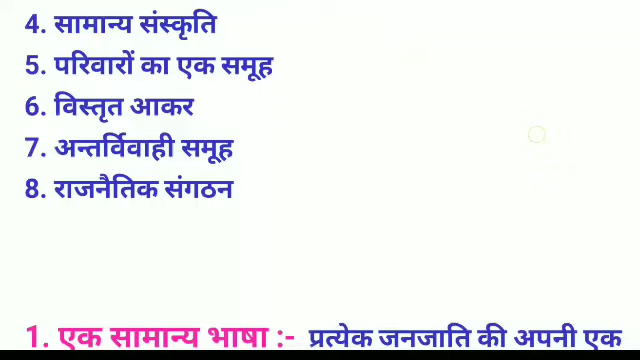 4. सामान्य संस्कृति
5. परिवारों का एक समूह
6. विस्तृत आकर
7. अन्तर्विवाही समूह
8. राजनैतिक संगठन
1. एक सामान्य भाषा :- प्रत्येक जनजाति की अपनी एक